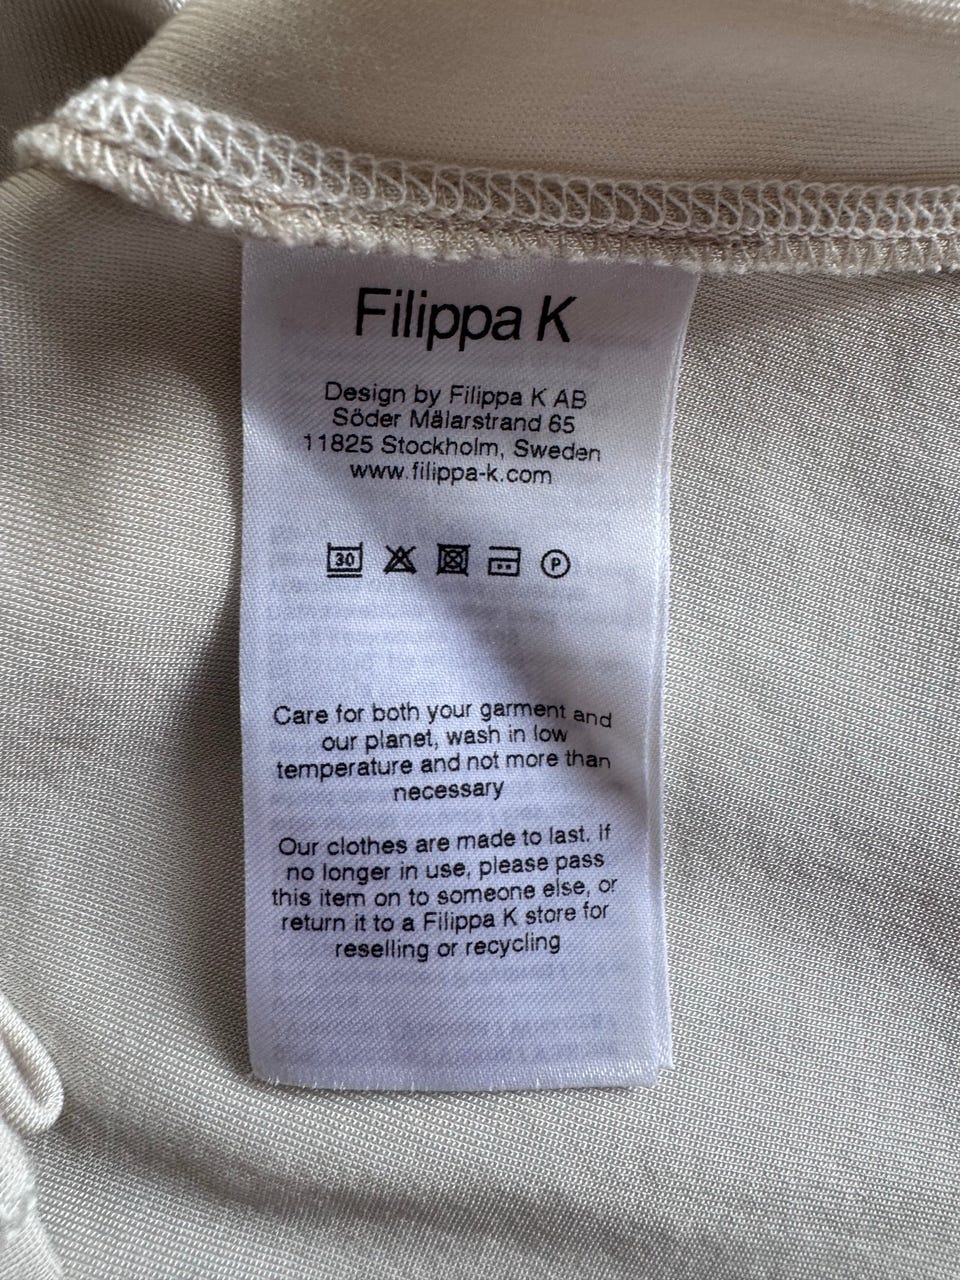 Filippa K
Design by Filippa K AB
Söder Mälarstrand 65
11825 Stockholm, Sweden
www.filippa-k.com
30
P
Care for both your garment and
our planet, wash in low
temperature and not more than
necessary
Our clothes are made to last. If
no longer in use, please pass
this item on to someone else, or
return it to a Filippa K store for
reselling or recycling